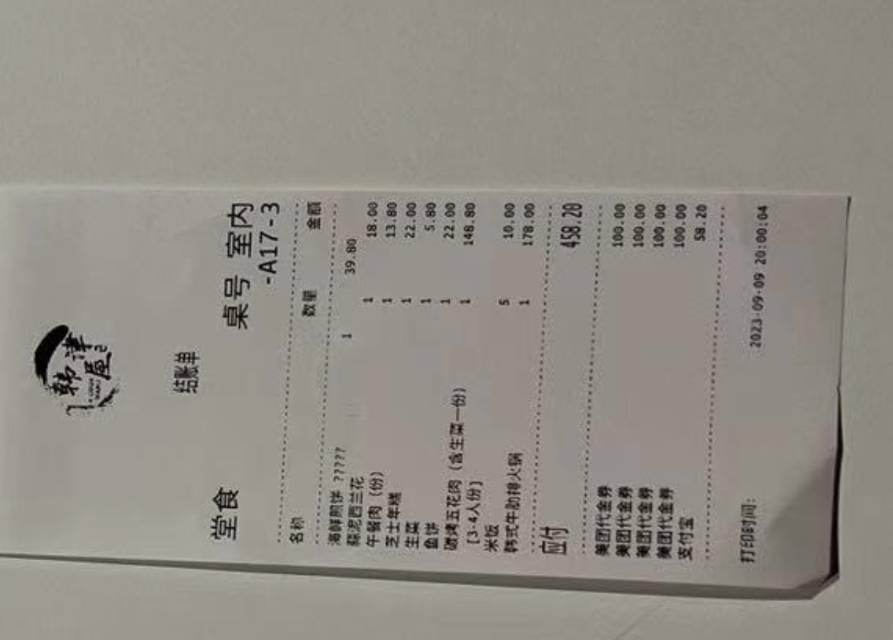 韩津屋
结账单
堂食 桌号 室内
-A17-3
名称 数量 金额
海鲜煎饼 ????? 1 39.80
蒜泥西兰花 1 18.00
午餐肉 (份) 1 13.80
芝士年糕 1 22.00
生菜 1 5.80
鱼饼 1 22.00
碳烤五花肉 (含生菜一份) 1 148.80
[3-4人份]
米饭 5 10.00
韩式牛肋排火锅 1 178.00
应付 458.20
美团代金券 100.00
美团代金券 100.00
美团代金券 100.00
美团代金券 100.00
支付宝 58.20
打印时间: 2023-09-09 20:00:04